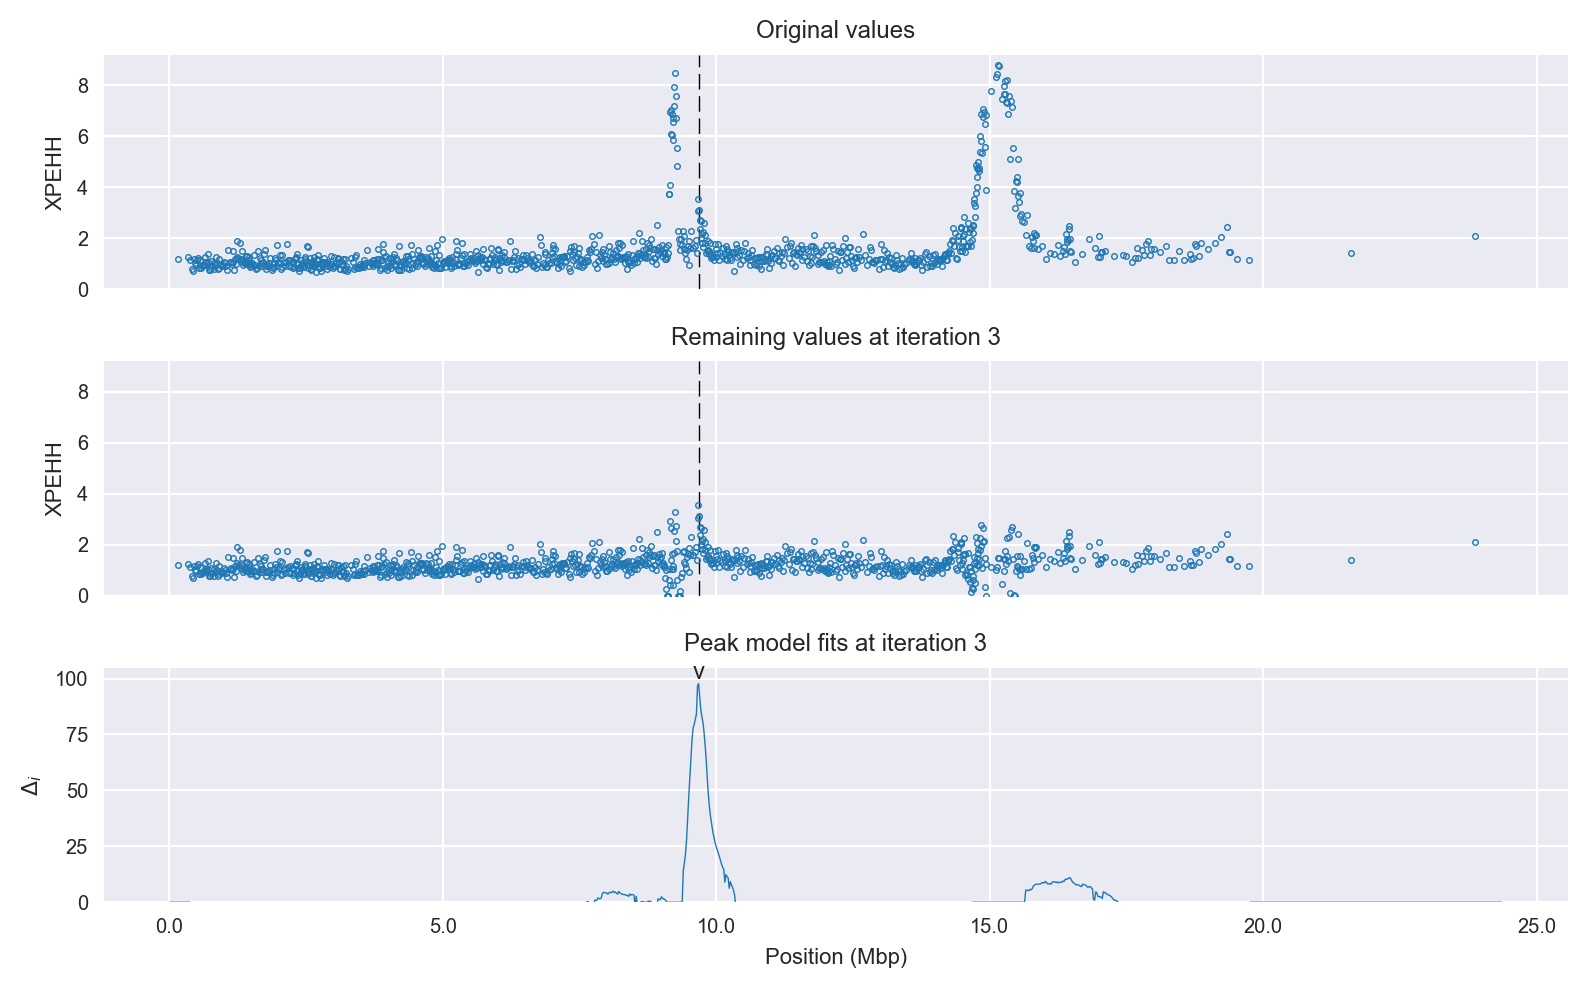 Original values
8
6
4
2
0
XPEHH
Remaining values at iteration 3
8
6
4
2
0
XPEHH
Peak model fits at iteration 3
v
100
75
50
25
0
Δi
0.0 5.0 10.0 15.0 20.0 25.0
Position (Mbp)